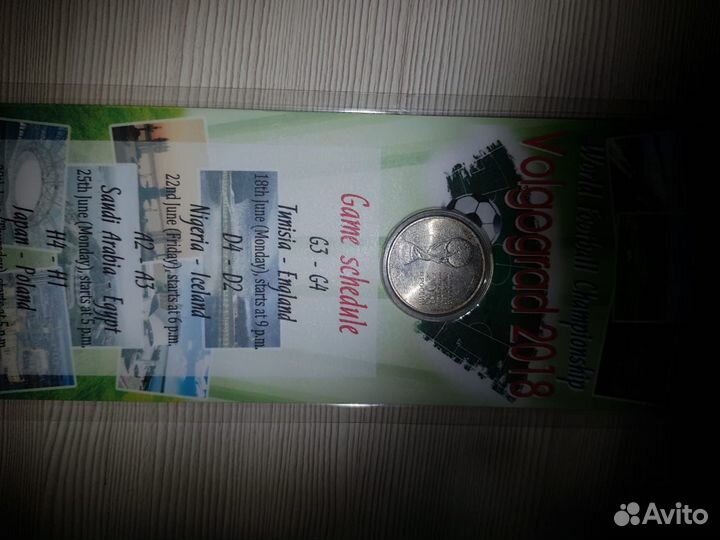 World Football Championship
Volgograd 2018
Game schedule
G3 - G4
Tunisia - England
18th June (Monday), starts at 9 p.m.
D4 - D2
Nigeria - Iceland
22nd June (Friday), starts at 6 p.m.
A2 - A3
Saudi Arabia - Egypt
25th June (Monday), starts at 5 p.m.
H4 - H1
Japan - Poland
Avito